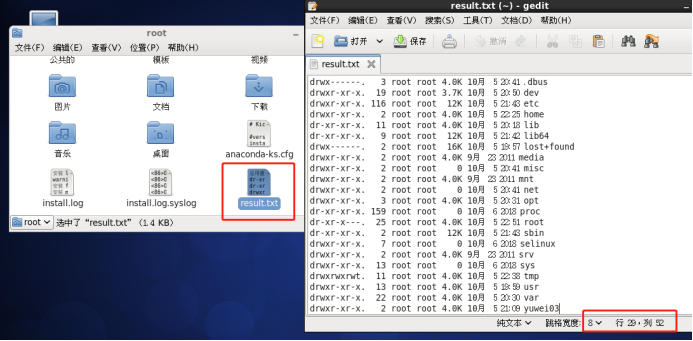 root
文件(F) 编辑(E) 查看(V) 位置(P) 帮助(H)
公共的 模板 视频
图片 文档 下载
音乐 桌面 anaconda-ks.cfg
install.log install.log.syslog result.txt
root 选中了 “result.txt” (1.4 KB)
result.txt (~) - gedit
文件(F) 编辑(E) 查看(V) 搜索(S) 工具(T) 文档(D) 帮助(H)
打开 保存 撤消
result.txt
drwx------. 3 root root 4.0K 10月 5 20:41 .dbus
drwxr-xr-x. 19 root root 3.7K 10月 5 20:50 dev
drwxr-xr-x. 116 root root 12K 10月 5 21:43 etc
drwxr-xr-x. 2 root root 4.0K 10月 5 22:25 home
dr-xr-xr-x. 11 root root 4.0K 10月 5 20:18 lib
dr-xr-xr-x. 9 root root 12K 10月 5 21:42 lib64
drwx------. 2 root root 16K 10月 5 19:57 lost+found
drwxr-xr-x. 2 root root 4.0K 9月 23 2011 media
drwxr-xr-x. 2 root root 0 10月 5 20:41 misc
drwxr-xr-x. 2 root root 4.0K 9月 23 2011 mnt
drwxr-xr-x. 2 root root 0 10月 5 20:41 net
drwxr-xr-x. 3 root root 4.0K 10月 5 20:31 opt
dr-xr-xr-x. 159 root root 0 10月 6 2018 proc
dr-xr-x---. 25 root root 4.0K 10月 5 22:51 root
dr-xr-xr-x. 2 root root 12K 10月 5 21:43 sbin
drwxr-xr-x. 7 root root 0 10月 6 2018 selinux
drwxr-xr-x. 2 root root 4.0K 9月 23 2011 srv
drwxr-xr-x. 13 root root 0 10月 6 2018 sys
drwxrwxrwt. 11 root root 4.0K 10月 5 22:38 tmp
drwxr-xr-x. 13 root root 4.0K 10月 5 19:59 usr
drwxr-xr-x. 22 root root 4.0K 10月 5 20:30 var
drwxr-xr-x. 2 root root 4.0K 10月 5 21:09 yuwei03
纯文本 跳格宽度: 8 行 29, 列 52